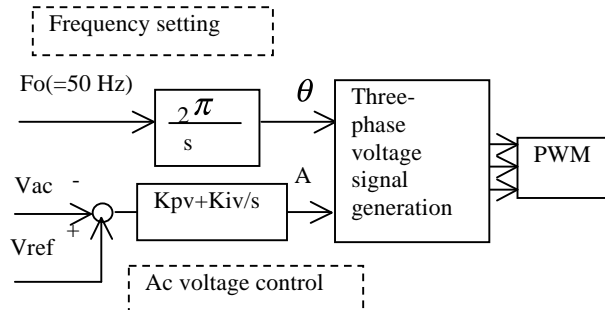 Frequency setting
Fo(=50 Hz)
2π
s
θ
Three-
phase
voltage
signal
generation
PWM
Vac
-
+
Vref
Kpv+Kiv/s
A
Ac voltage control